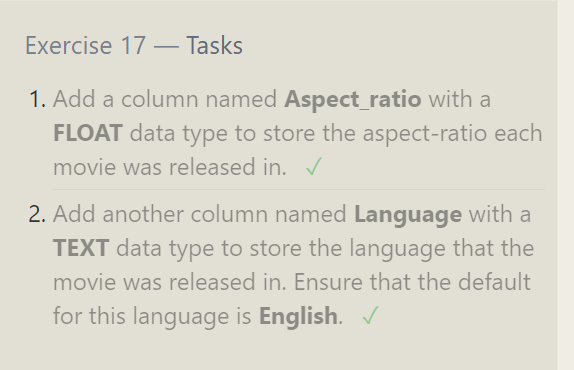 Exercise 17 — Tasks
1. Add a column named Aspect_ratio with a
FLOAT data type to store the aspect-ratio each
movie was released in. ✓
2. Add another column named Language with a
TEXT data type to store the language that the
movie was released in. Ensure that the default
for this language is English. ✓